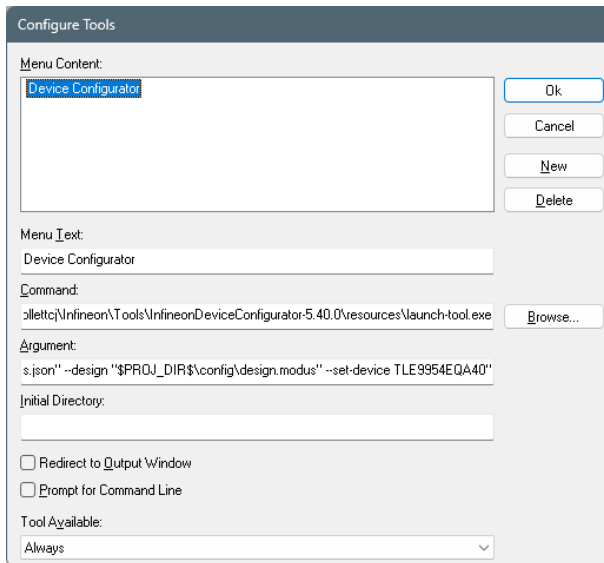 Configure Tools
Menu Content:
Device Configurator
Ok
Cancel
New
Delete
Menu Text:
Device Configurator
Command:
ollettcj\Infineon\Tools\InfineonDeviceConfigurator-5.40.0\resources\launch-tool.exe
Browse...
Argument:
s.json" --design "$PROJ_DIR$\config\design.modus" --set-device TLE9954EQA40"
Initial Directory:
Redirect to Output Window
Prompt for Command Line
Tool Available:
Always